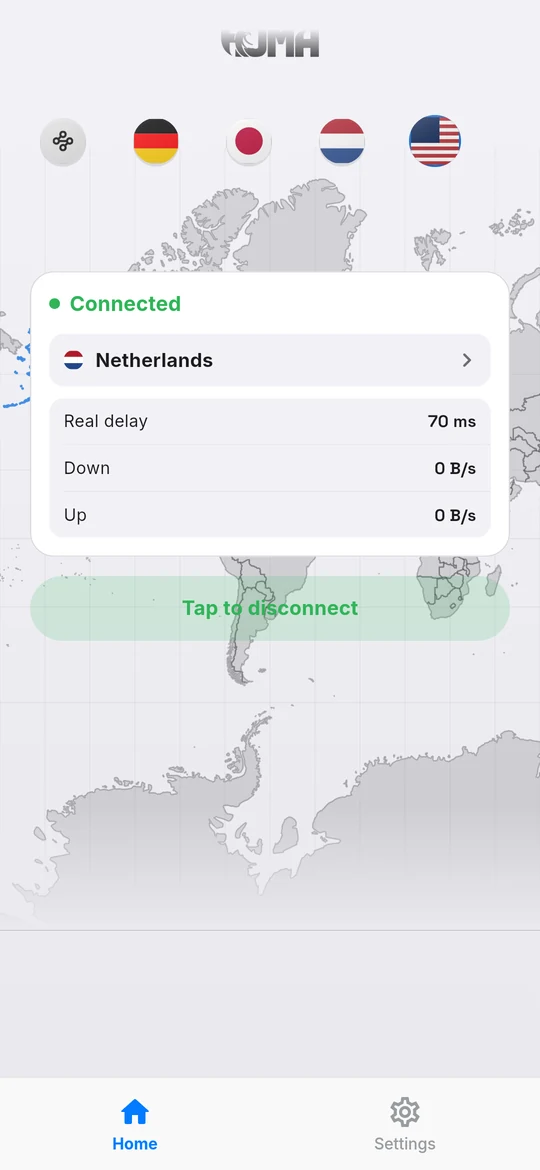 HUMA
Connected
Netherlands
Real delay 70 ms
Down 0 B/s
Up 0 B/s
Tap to disconnect
Home Settings